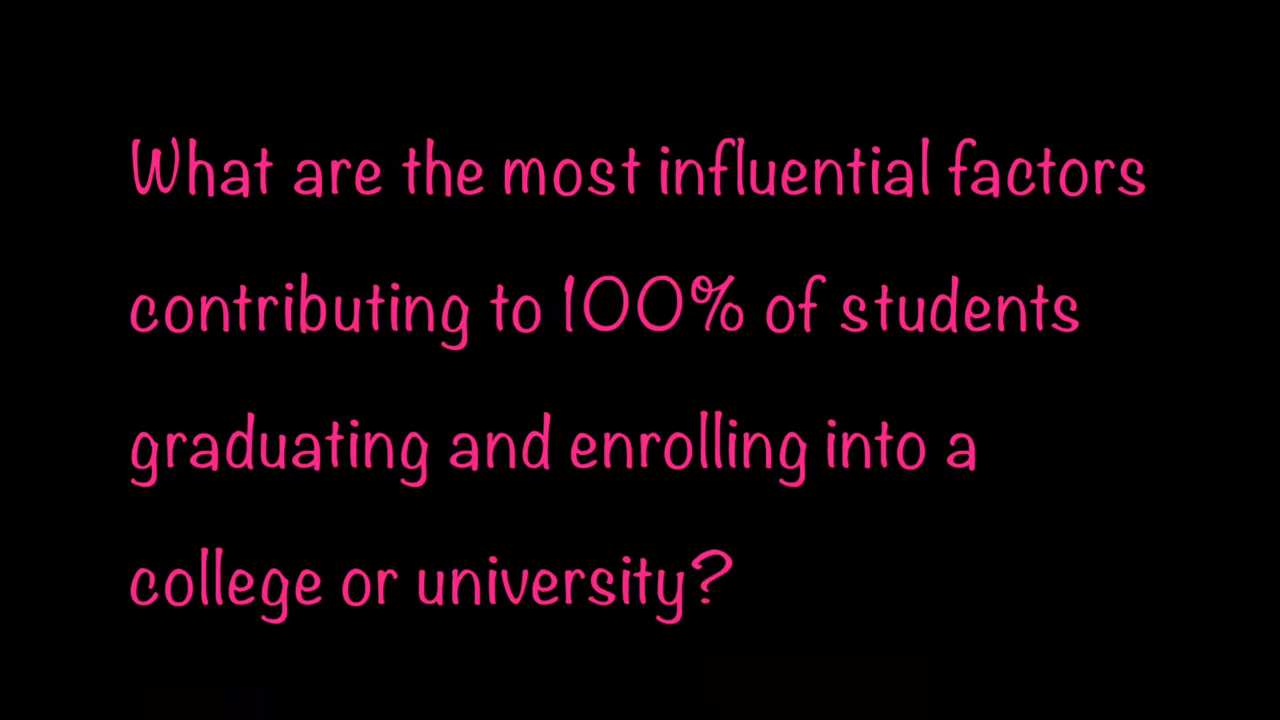 What are the most influential factors
contributing to 100% of students
graduating and enrolling into a
college or university?